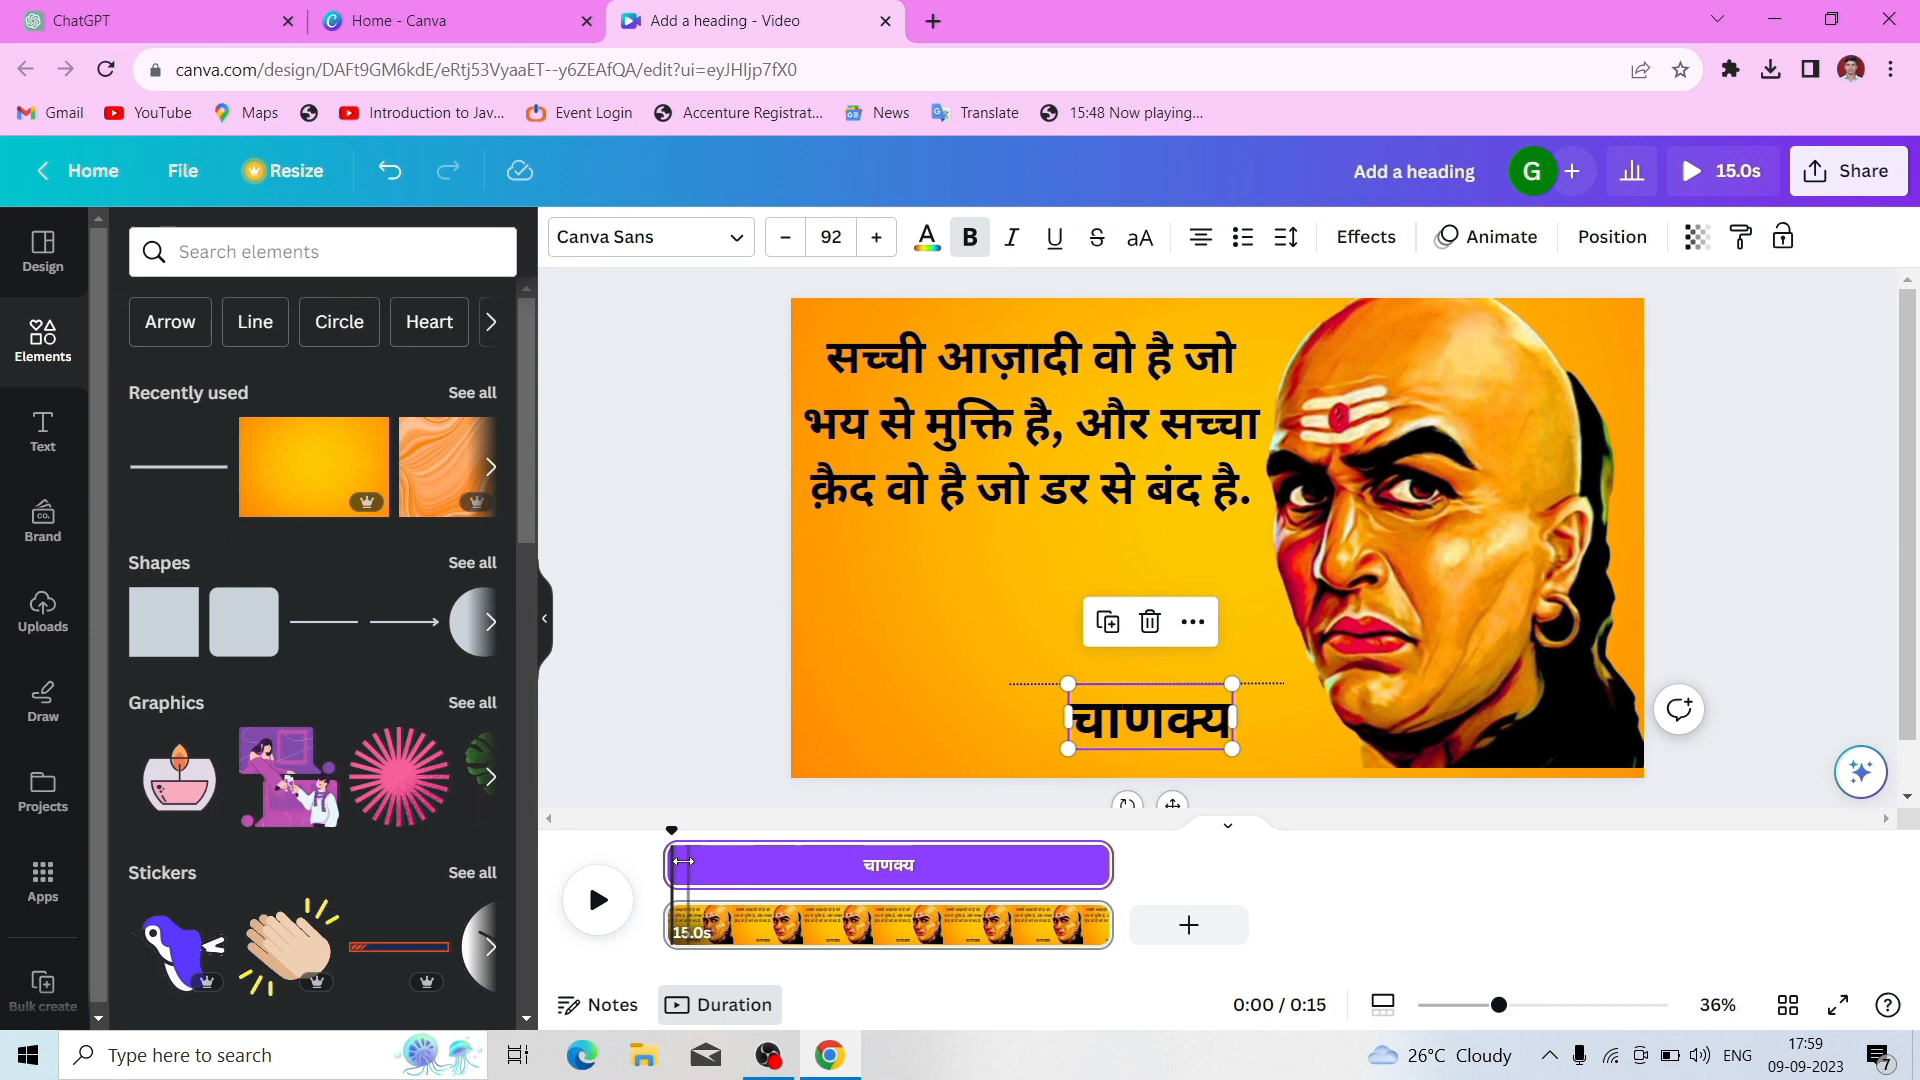 ChatGPT
Home - Canva
Add a heading - Video
canva.com/design/DAFt9GM6kdE/eRtj53VyaaET--y6ZEAfQA/edit?ui=eyJHIjp7fX0
Gmail YouTube Maps Introduction to Jav... Event Login Accenture Registrat... News Translate 15:48 Now playing...
Home File Resize Add a heading G 15.0s Share
Design
Elements
Text
Brand
Uploads
Draw
Projects
Apps
Bulk create
Search elements
Arrow Line Circle Heart
Recently used See all
Shapes See all
Graphics See all
Stickers See all
Canva Sans 92 A B I U S aA Effects Animate Position
सच्ची आज़ादी वो है जो
भय से मुक्ति है, और सच्चा
क़ैद वो है जो डर से बंद है.
चाणक्य
चाणक्य
15.0s
Notes Duration 0:00 / 0:15 36%
Type here to search
26°C Cloudy ENG
17:59
09-09-2023
7